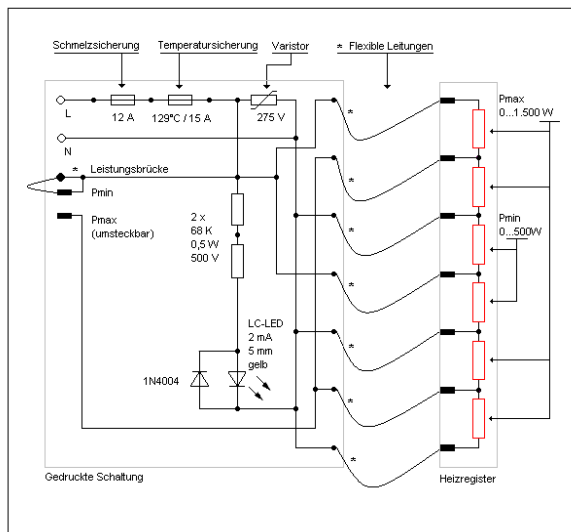 Schmelzsicherung
Temperatursicherung
Varistor
* Flexible Leitungen
L
12 A
129°C / 15 A
275 V
Pmax
0...1.500 W
N
* Leistungsbrücke
Pmin
Pmax
(umsteckbar)
2 x
68 K
0,5 W
500 V
Pmin
0...500W
LC-LED
2 mA
5 mm
gelb
1N4004
*
*
*
*
*
*
*
Gedruckte Schaltung
Heizregister